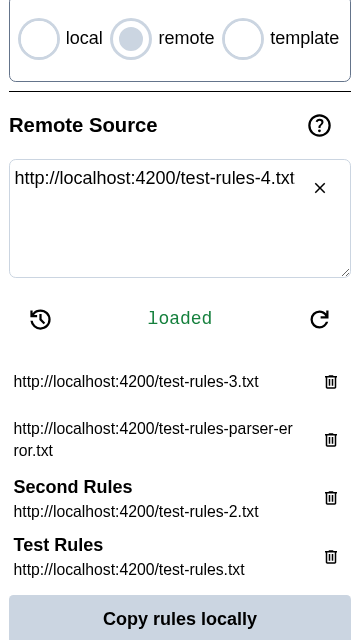 local remote template
Remote Source
http://localhost:4200/test-rules-4.txt
loaded
http://localhost:4200/test-rules-3.txt
http://localhost:4200/test-rules-parser-er
ror.txt
Second Rules
http://localhost:4200/test-rules-2.txt
Test Rules
http://localhost:4200/test-rules.txt
Copy rules locally